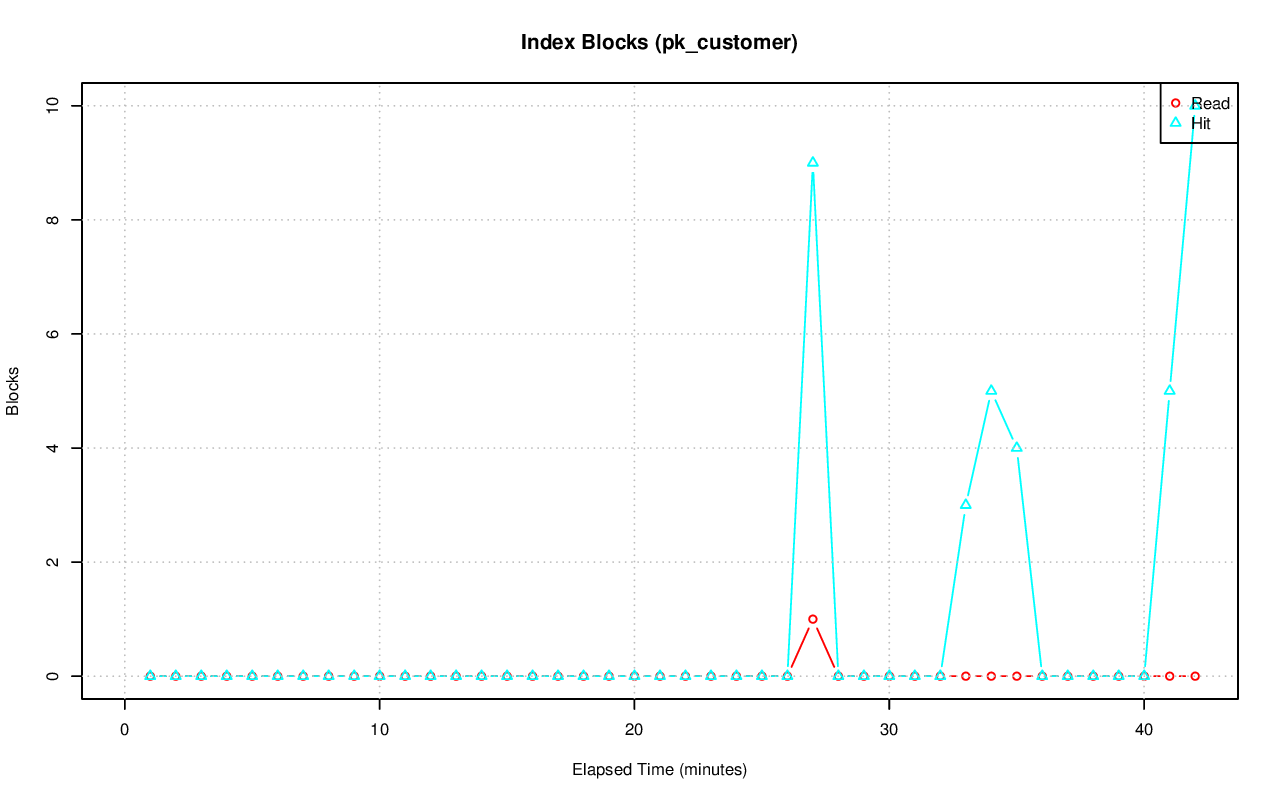 Index Blocks (pk_customer)
Read
Hit
10
8
6
4
2
0
Blocks
0 10 20 30 40
Elapsed Time (minutes)